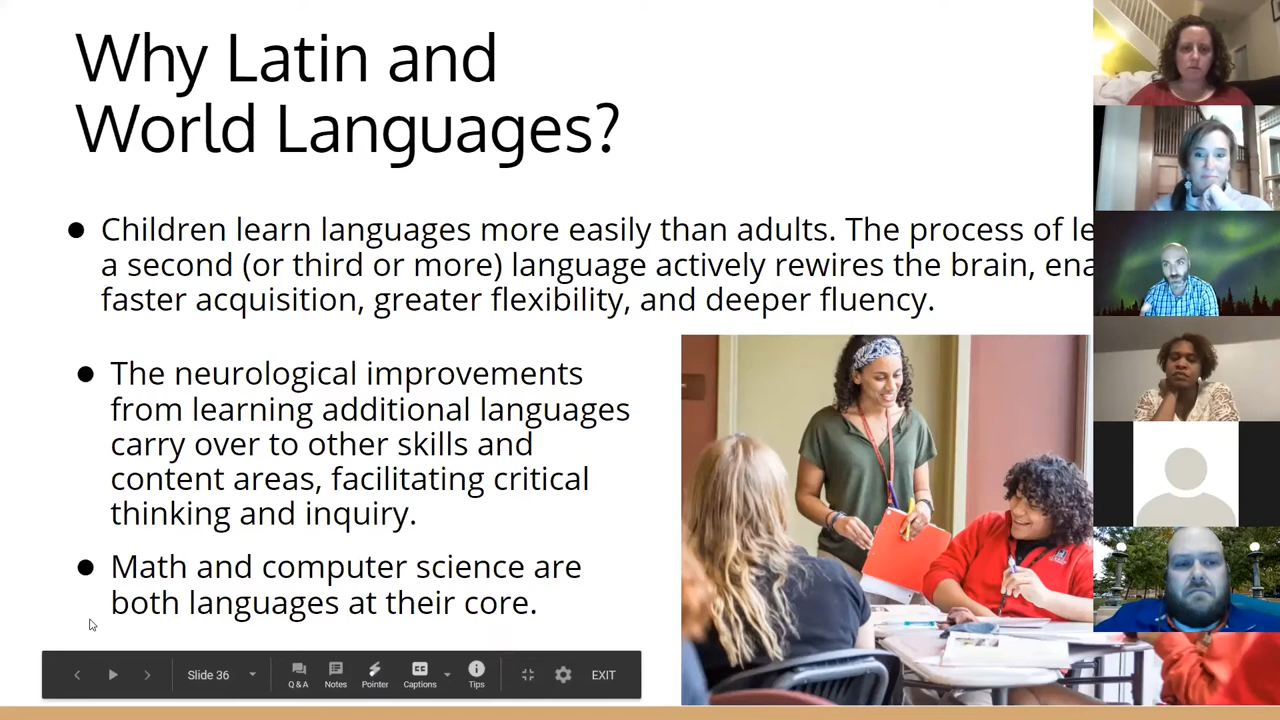 Why Latin and
World Languages?
● Children learn languages more easily than adults. The process of le
a second (or third or more) language actively rewires the brain, ena
faster acquisition, greater flexibility, and deeper fluency.
● The neurological improvements
from learning additional languages
carry over to other skills and
content areas, facilitating critical
thinking and inquiry.
● Math and computer science are
both languages at their core.
Slide 36
Q & A Notes Pointer CC Captions Tips EXIT